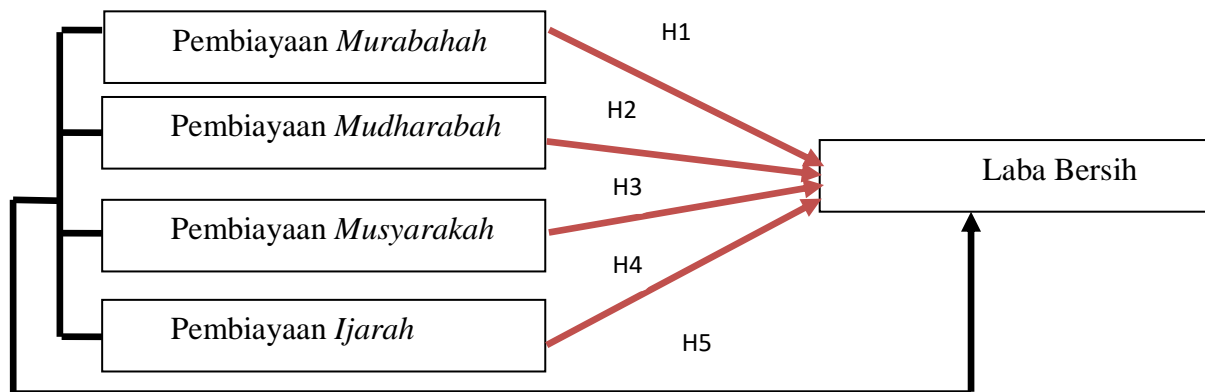 Pembiayaan Murabahah
H1
H2
Pembiayaan Mudharabah
Laba Bersih
H3
Pembiayaan Musyarakah
H4
Pembiayaan Ijarah
H5